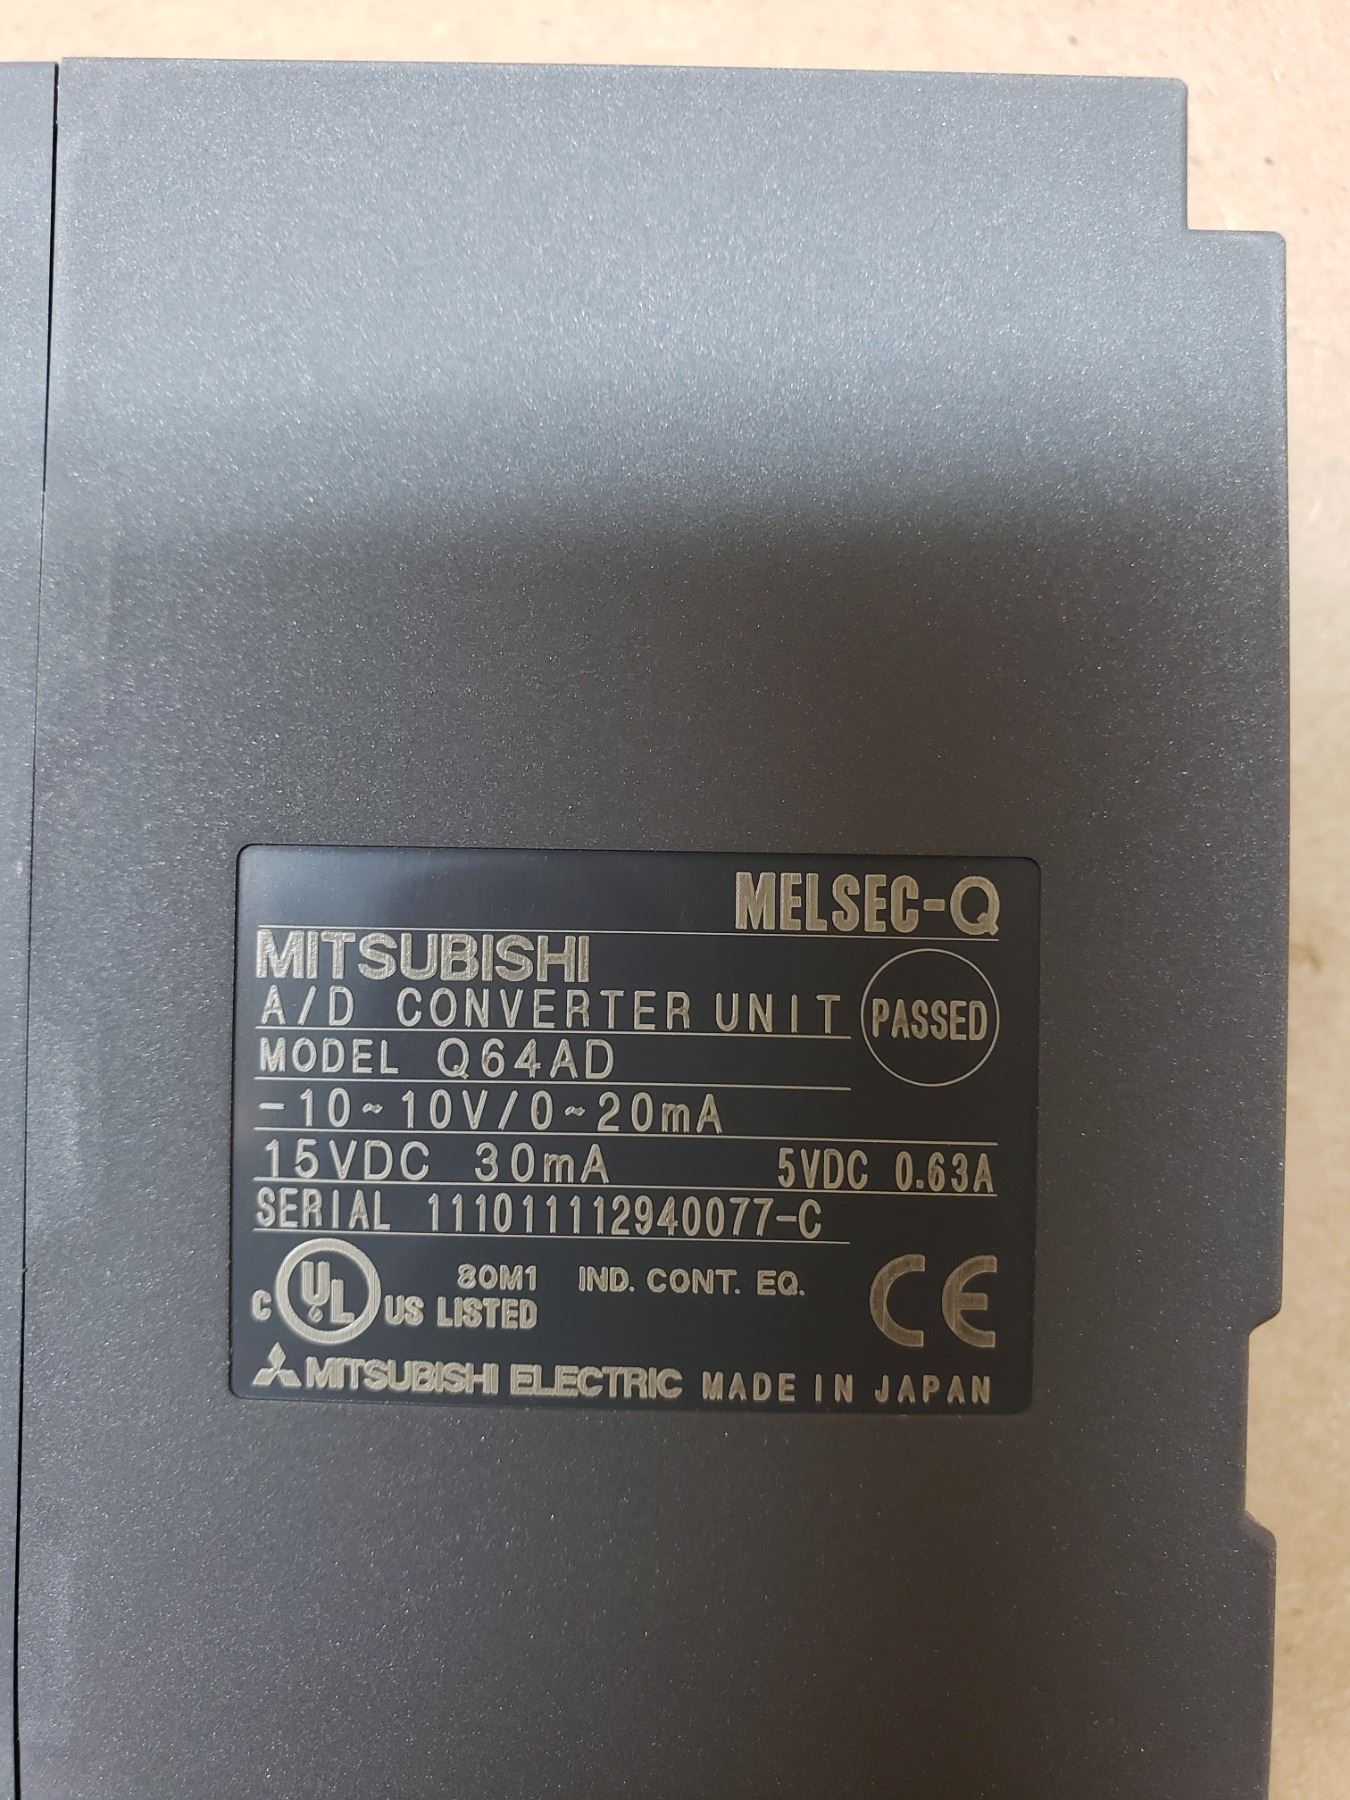 MELSEC-Q
MITSUBISHI
A/D CONVERTER UNIT
PASSED
MODEL Q64AD
-10~10V/0~20mA
15VDC 30mA 5VDC 0.63A
SERIAL 111011112940077-C
C UL US LISTED
80M1 IND. CONT. EQ.
CE
MITSUBISHI ELECTRIC MADE IN JAPAN